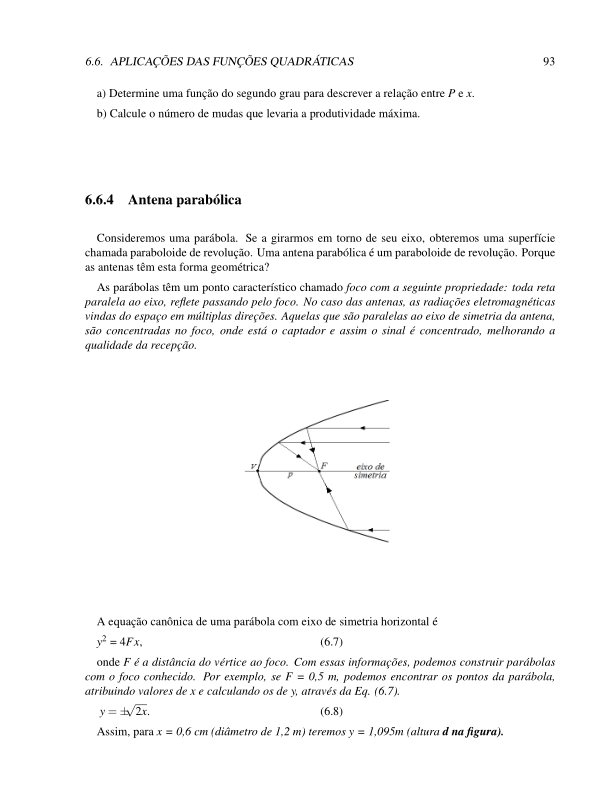 6.6. APLICAÇÕES DAS FUNÇÕES QUADRÁTICAS 93
a) Determine uma função do segundo grau para descrever a relação entre P e x.
b) Calcule o número de mudas que levaria a produtividade máxima.
6.6.4 Antena parabólica
Consideremos uma parábola. Se a girarmos em torno de seu eixo, obteremos uma superfície
chamada paraboloide de revolução. Uma antena parabólica é um paraboloide de revolução. Porque
as antenas têm esta forma geométrica?
As parábolas têm um ponto característico chamado foco com a seguinte propriedade: toda reta
paralela ao eixo, reflete passando pelo foco. No caso das antenas, as radiações eletromagnéticas
vindas do espaço em múltiplas direções. Aquelas que são paralelas ao eixo de simetria da antena,
são concentradas no foco, onde está o captador e assim o sinal é concentrado, melhorando a
qualidade da recepção.
V F eixo de
p simetria
A equação canônica de uma parábola com eixo de simetria horizontal é
y² = 4Fx, (6.7)
onde F é a distância do vértice ao foco. Com essas informações, podemos construir parábolas
com o foco conhecido. Por exemplo, se F = 0,5 m, podemos encontrar os pontos da parábola,
atribuindo valores de x e calculando os de y, através da Eq. (6.7).
y = ±√2x. (6.8)
Assim, para x = 0,6 cm (diâmetro de 1,2 m) teremos y = 1,095m (altura d na figura).